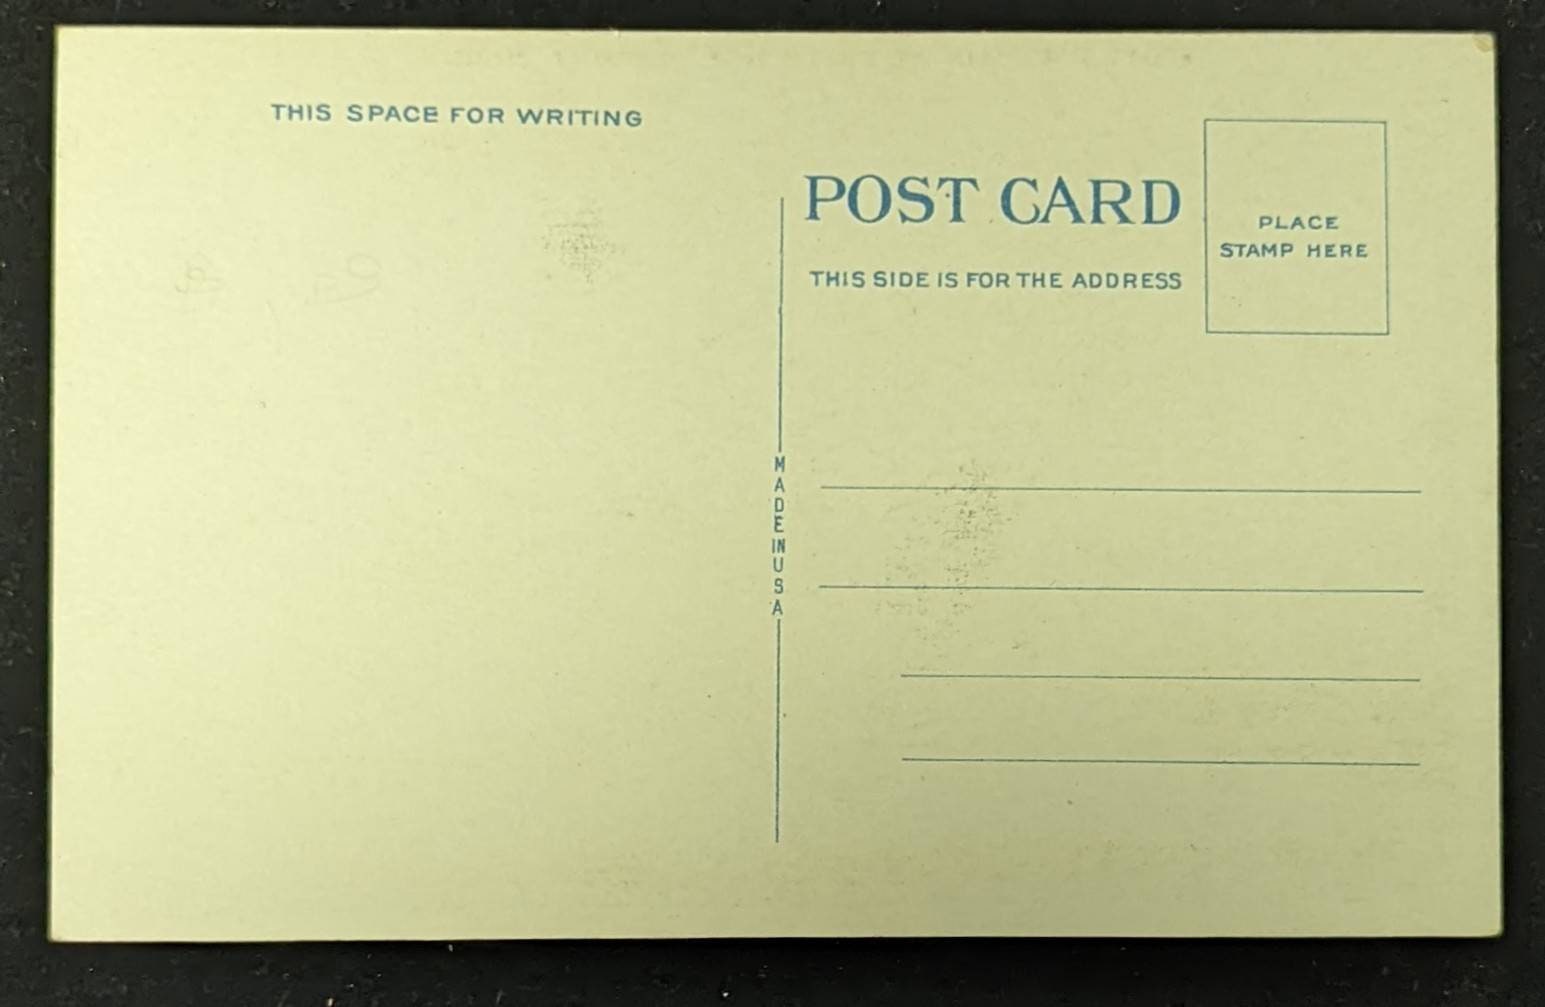 THIS SPACE FOR WRITING
POST CARD
THIS SIDE IS FOR THE ADDRESS
PLACE
STAMP HERE
MADE IN USA